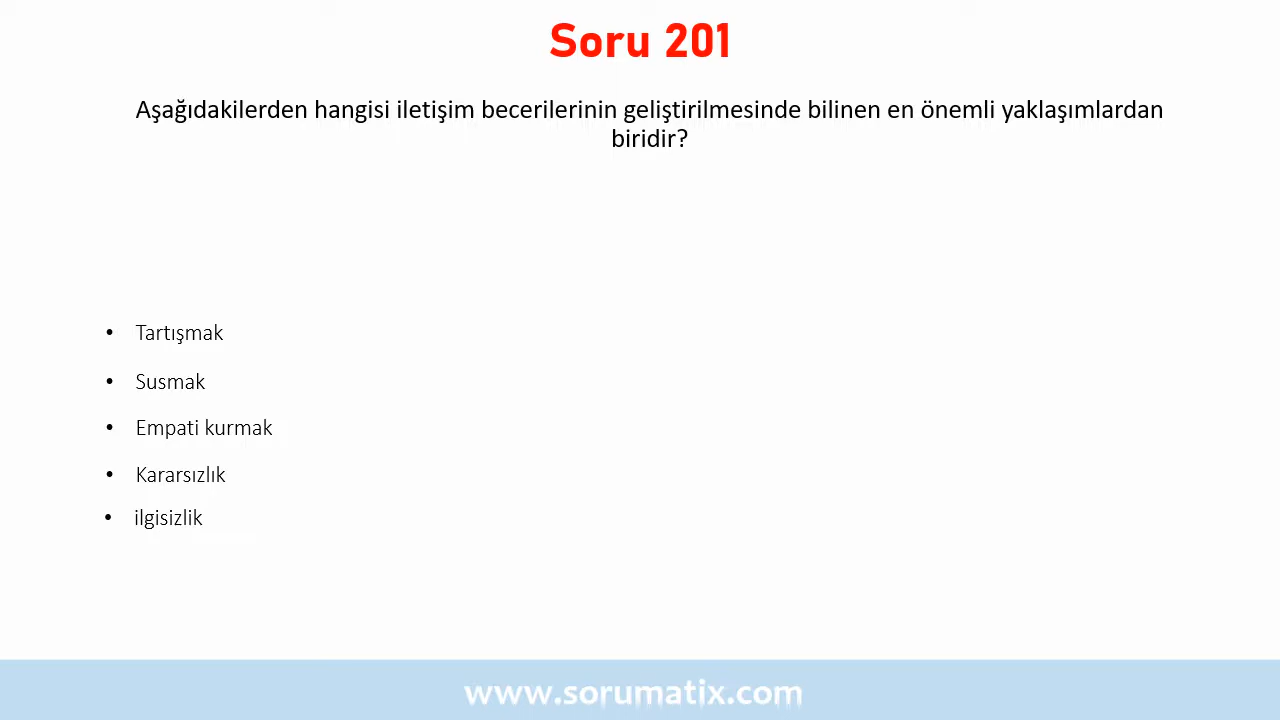 Soru 201
Aşağıdakilerden hangisi iletişim becerilerinin geliştirilmesinde bilinen en önemli yaklaşımlardan
biridir?
• Tartışmak
• Susmak
• Empati kurmak
• Kararsızlık
• ilgisizlik
www.sorumatix.com